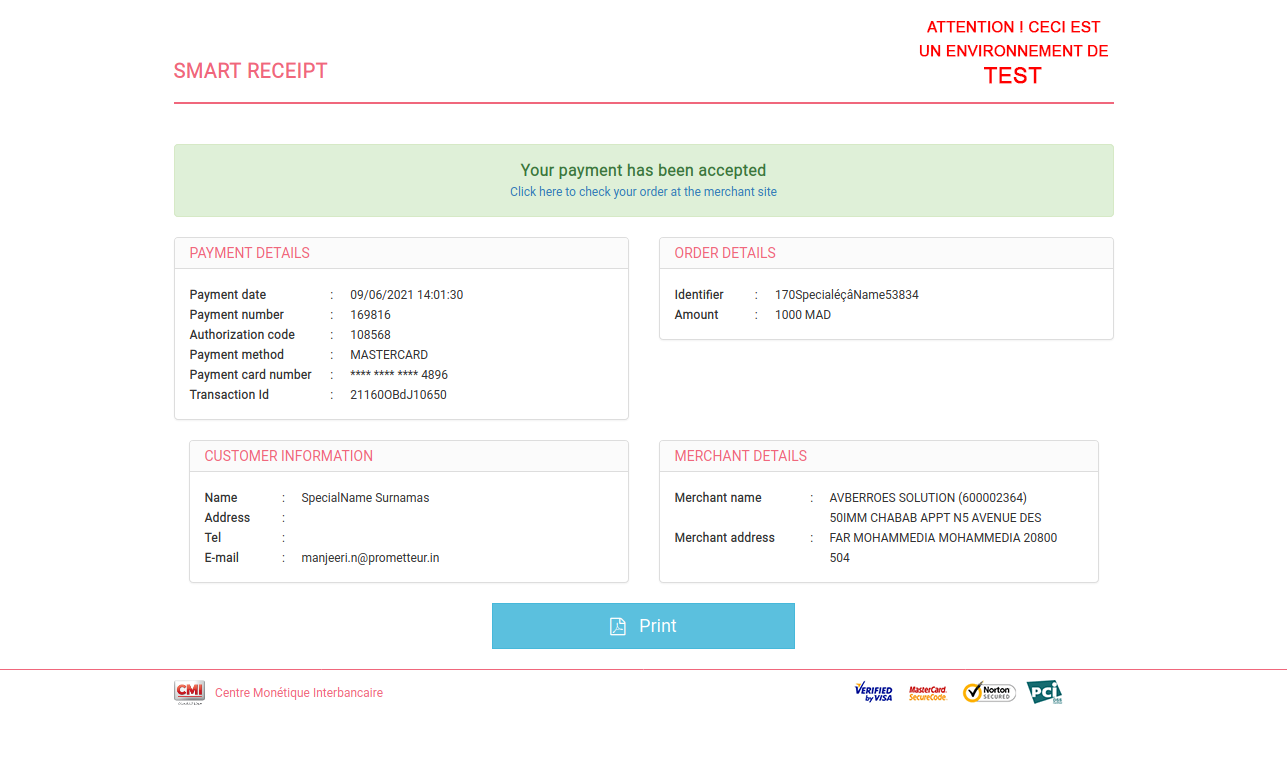 ATTENTION ! CECI EST
UN ENVIRONNEMENT DE
TEST
SMART RECEIPT
Your payment has been accepted
Click here to check your order at the merchant site
PAYMENT DETAILS
Payment date : 09/06/2021 14:01:30
Payment number : 169816
Authorization code : 108568
Payment method : MASTERCARD
Payment card number : **** **** **** 4896
Transaction Id : 21160OBdJ10650
ORDER DETAILS
Identifier : 170SpecialéçâName53834
Amount : 1000 MAD
CUSTOMER INFORMATION
Name : SpecialName Surnamas
Address :
Tel :
E-mail : manjeeri.n@prometteur.in
MERCHANT DETAILS
Merchant name : AVBERROES SOLUTION (600002364)
50IMM CHABAB APPT N5 AVENUE DES
Merchant address : FAR MOHAMMEDIA MOHAMMEDIA 20800
504
Print
CMI
Centre Monétique Interbancaire
VERIFIED
by VISA
MasterCard.
SecureCode.
Norton
SECURED
PCI
DSS